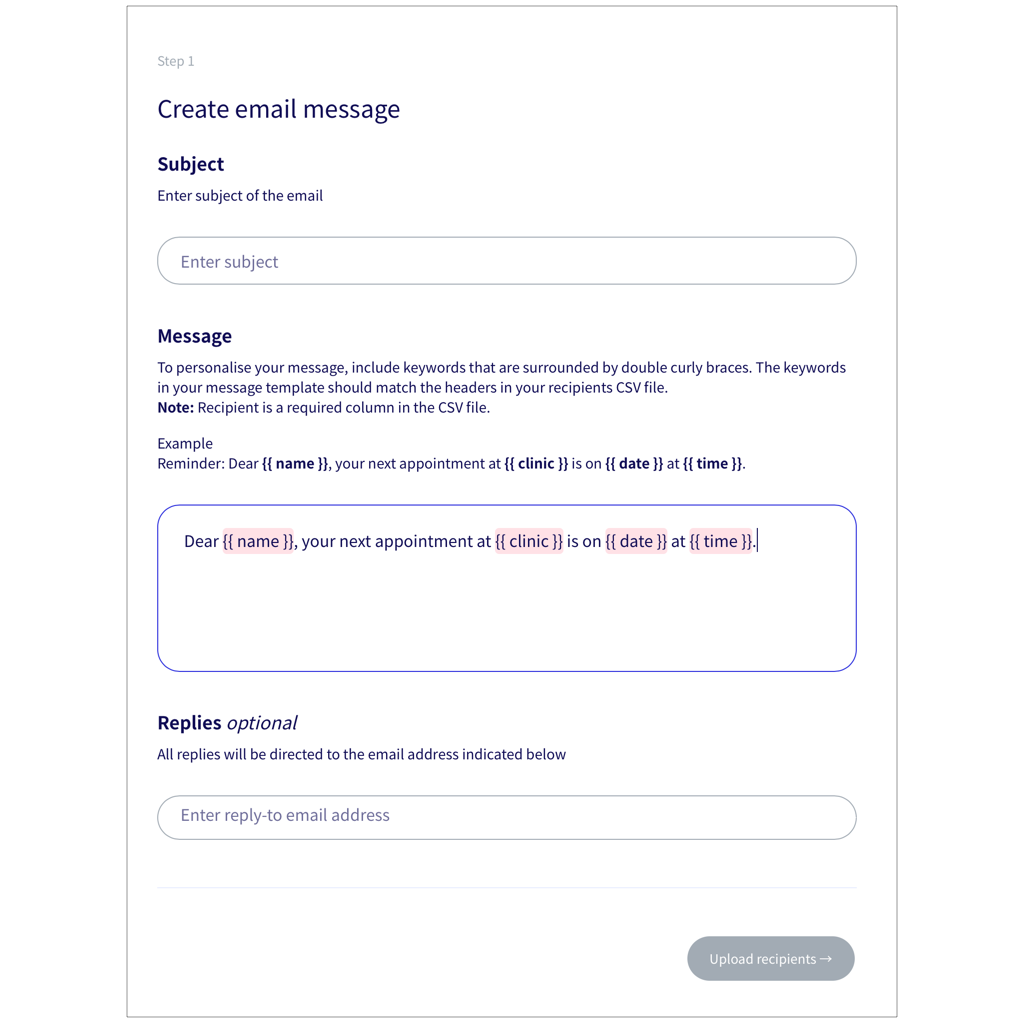 Step 1
Create email message
Subject
Enter subject of the email
Enter subject
Message
To personalise your message, include keywords that are surrounded by double curly braces. The keywords
in your message template should match the headers in your recipients CSV file.
Note: Recipient is a required column in the CSV file.
Example
Reminder: Dear {{ name }}, your next appointment at {{ clinic }} is on {{ date }} at {{ time }}.
Dear {{ name }}, your next appointment at {{ clinic }} is on {{ date }} at {{ time }}.
Replies optional
All replies will be directed to the email address indicated below
Enter reply-to email address
Upload recipients →